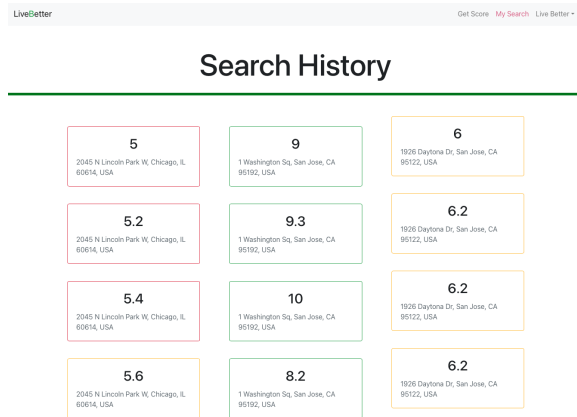 LiveBetter
Get Score My Search Live Better
Search History
5
2045 N Lincoln Park W, Chicago, IL
60614, USA
9
1 Washington Sq, San Jose, CA
95192, USA
6
1926 Daytona Dr, San Jose, CA
95122, USA
5.2
2045 N Lincoln Park W, Chicago, IL
60614, USA
9.3
1 Washington Sq, San Jose, CA
95192, USA
6.2
1926 Daytona Dr, San Jose, CA
95122, USA
5.4
2045 N Lincoln Park W, Chicago, IL
60614, USA
10
1 Washington Sq, San Jose, CA
95192, USA
6.2
1926 Daytona Dr, San Jose, CA
95122, USA
5.6
2045 N Lincoln Park W, Chicago, IL
60614, USA
8.2
1 Washington Sq, San Jose, CA
95192, USA
6.2
1926 Daytona Dr, San Jose, CA
95122, USA